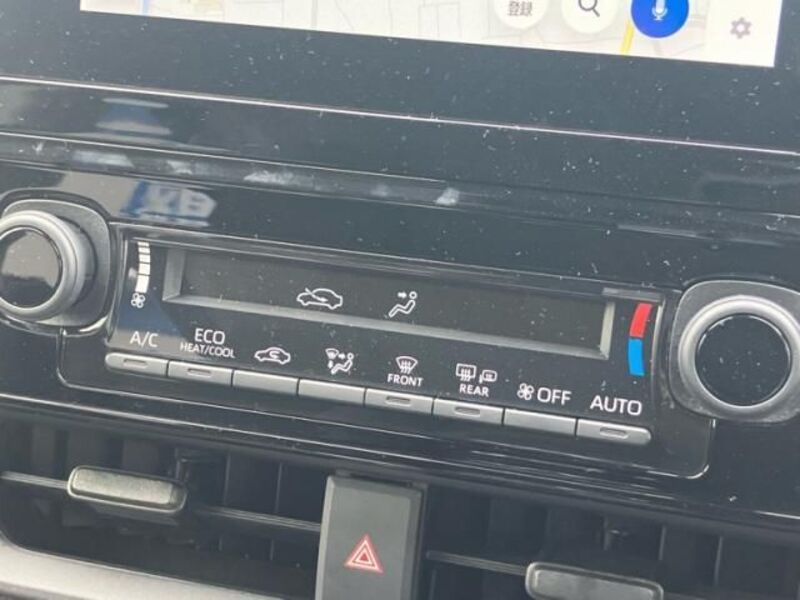 登録
A/C
ECO
HEAT/COOL
FRONT
REAR
OFF
AUTO